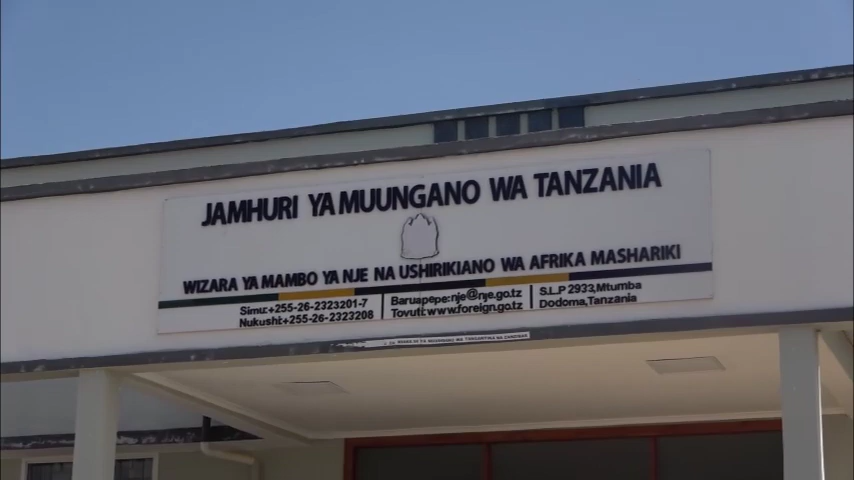 JAMHURI YA MUUNGANO WA TANZANIA
WIZARA YA MAMBO YA NJE NA USHIRIKIANO WA AFRIKA MASHARIKI
Simu:+255-26-2323201-7
Nukushi:+255-26-2323208
Baruapepe:nje@nje.go.tz
Tovuti:www.foreign.go.tz
S.L.P 2933,Mtumba
Dodoma,Tanzania